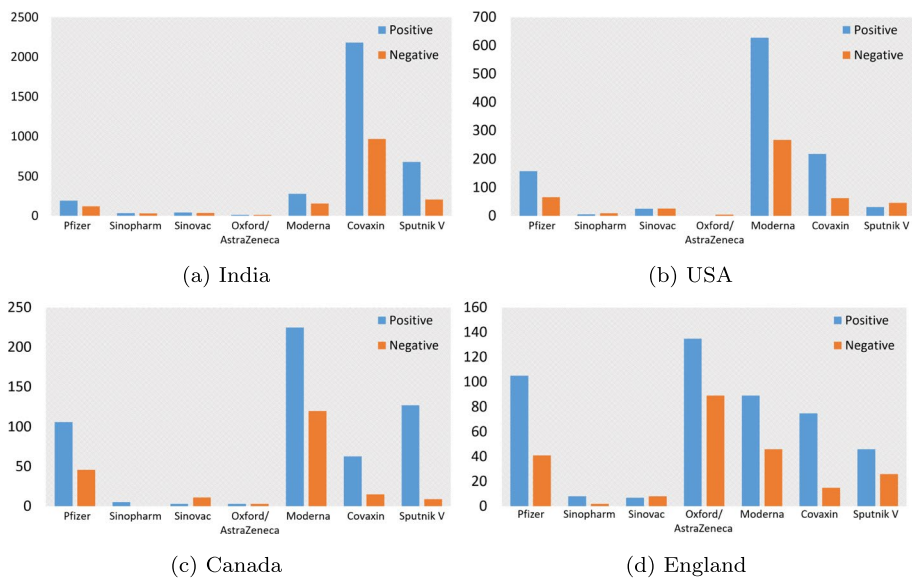 2500
2000
1500
1000
500
0
Positive
Negative
Pfizer Sinopharm Sinovac Oxford/ Moderna Covaxin Sputnik V
AstraZeneca
(a) India
700
600
500
400
300
200
100
0
Positive
Negative
Pfizer Sinopharm Sinovac Oxford/ Moderna Covaxin Sputnik V
AstraZeneca
(b) USA
250
200
150
100
50
0
Positive
Negative
Pfizer Sinopharm Sinovac Oxford/ Moderna Covaxin Sputnik V
AstraZeneca
(c) Canada
160
140
120
100
80
60
40
20
0
Positive
Negative
Pfizer Sinopharm Sinovac Oxford/ Moderna Covaxin Sputnik V
AstraZeneca
(d) England